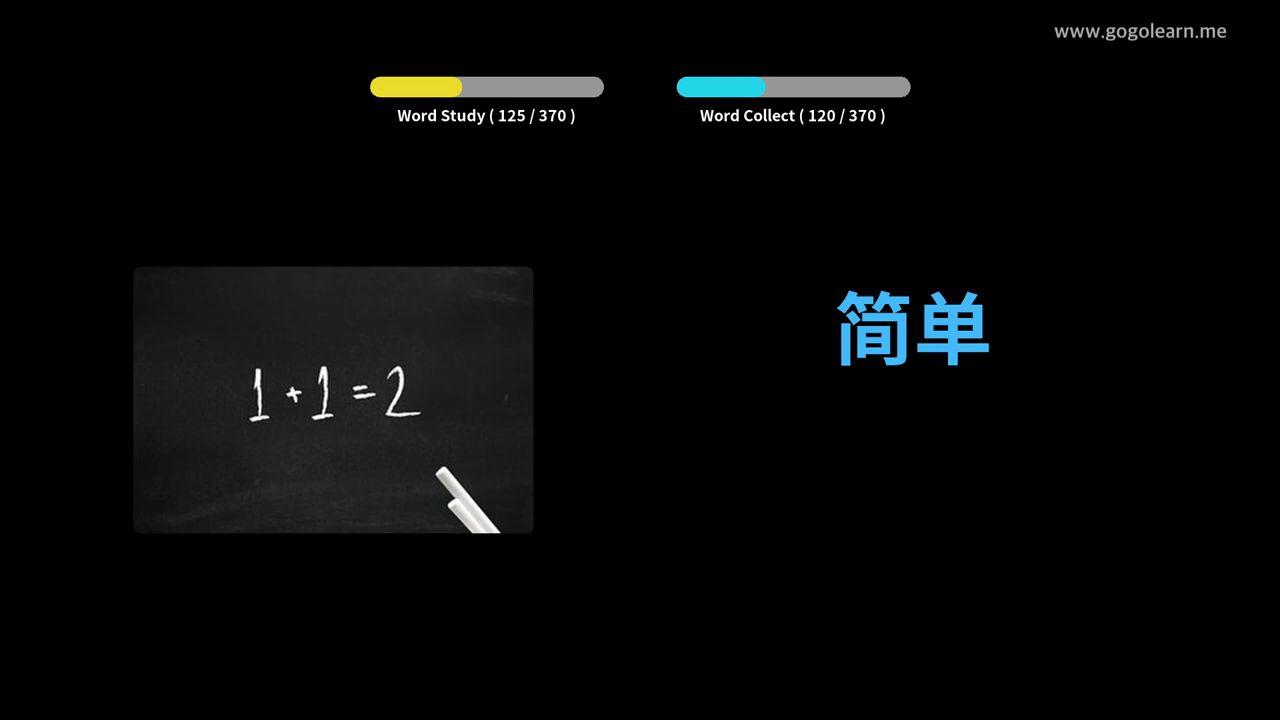 www.gogolearn.me
Word Study ( 125 / 370 )
Word Collect ( 120 / 370 )
简单
1 + 1 = 2